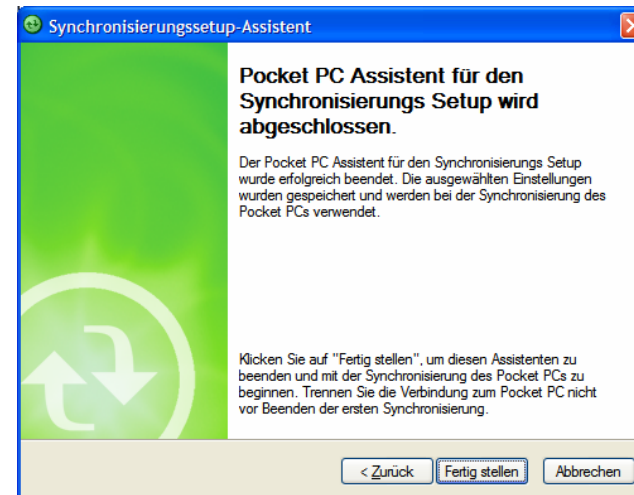 Synchronisierungssetup-Assistent
Pocket PC Assistent für den
Synchronisierungs Setup wird
abgeschlossen.
Der Pocket PC Assistent für den Synchronisierungs Setup
wurde erfolgreich beendet. Die ausgewählten Einstellungen
wurden gespeichert und werden bei der Synchronisierung des
Pocket PCs verwendet.
Klicken Sie auf "Fertig stellen", um diesen Assistenten zu
beenden und mit der Synchronisierung des Pocket PCs zu
beginnen. Trennen Sie die Verbindung zum Pocket PC nicht
vor Beenden der ersten Synchronisierung.
< Zurück Fertig stellen Abbrechen